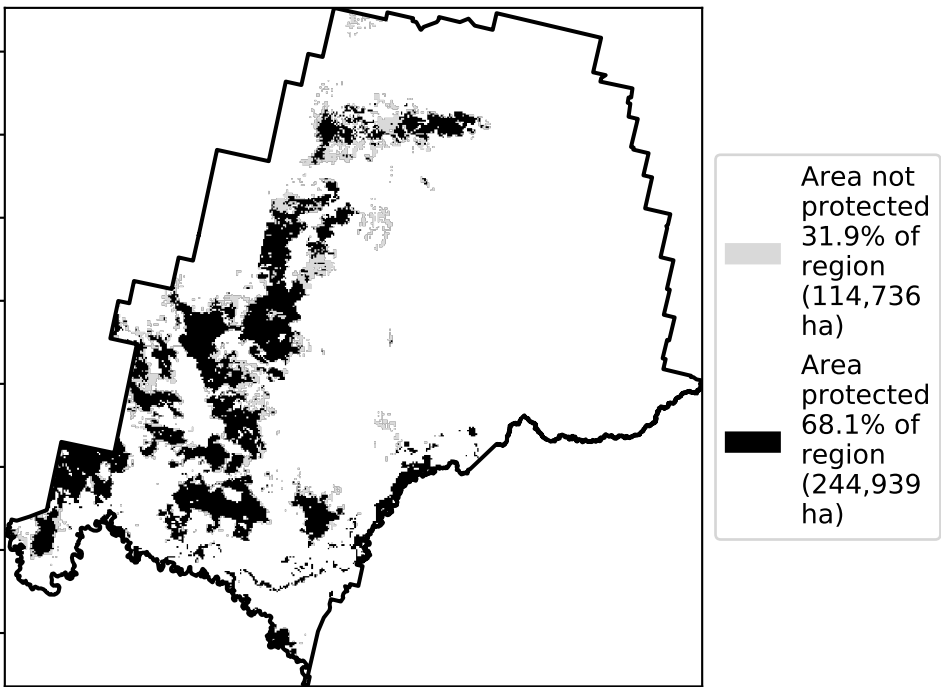 Area not
protected
31.9% of
region
(114,736
ha)
Area
protected
68.1% of
region
(244,939
ha)